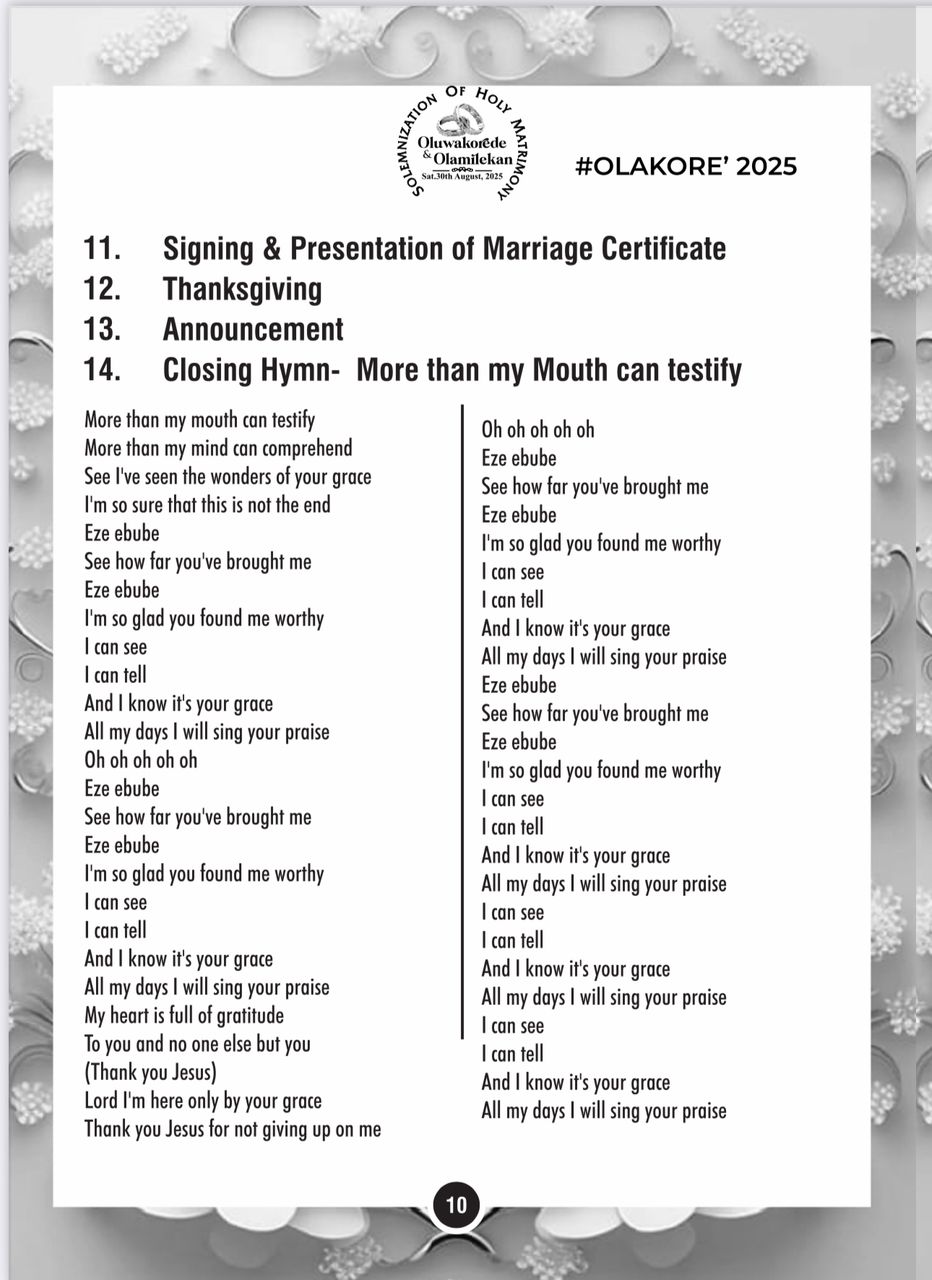 SOLEMNIZATION OF HOLY MATRIMONY
Oluwakorede
& Olamilekan
Sat.30th August, 2025
#OLAKORE’ 2025
11. Signing & Presentation of Marriage Certificate
12. Thanksgiving
13. Announcement
14. Closing Hymn- More than my Mouth can testify
More than my mouth can testify
More than my mind can comprehend
See I've seen the wonders of your grace
I'm so sure that this is not the end
Eze ebube
See how far you've brought me
Eze ebube
I'm so glad you found me worthy
I can see
I can tell
And I know it's your grace
All my days I will sing your praise
Oh oh oh oh oh
Eze ebube
See how far you've brought me
Eze ebube
I'm so glad you found me worthy
I can see
I can tell
And I know it's your grace
All my days I will sing your praise
My heart is full of gratitude
To you and no one else but you
(Thank you Jesus)
Lord I'm here only by your grace
Thank you Jesus for not giving up on me
Oh oh oh oh oh
Eze ebube
See how far you've brought me
Eze ebube
I'm so glad you found me worthy
I can see
I can tell
And I know it's your grace
All my days I will sing your praise
Eze ebube
See how far you've brought me
Eze ebube
I'm so glad you found me worthy
I can see
I can tell
And I know it's your grace
All my days I will sing your praise
I can see
I can tell
And I know it's your grace
All my days I will sing your praise
I can see
I can tell
And I know it's your grace
All my days I will sing your praise
10